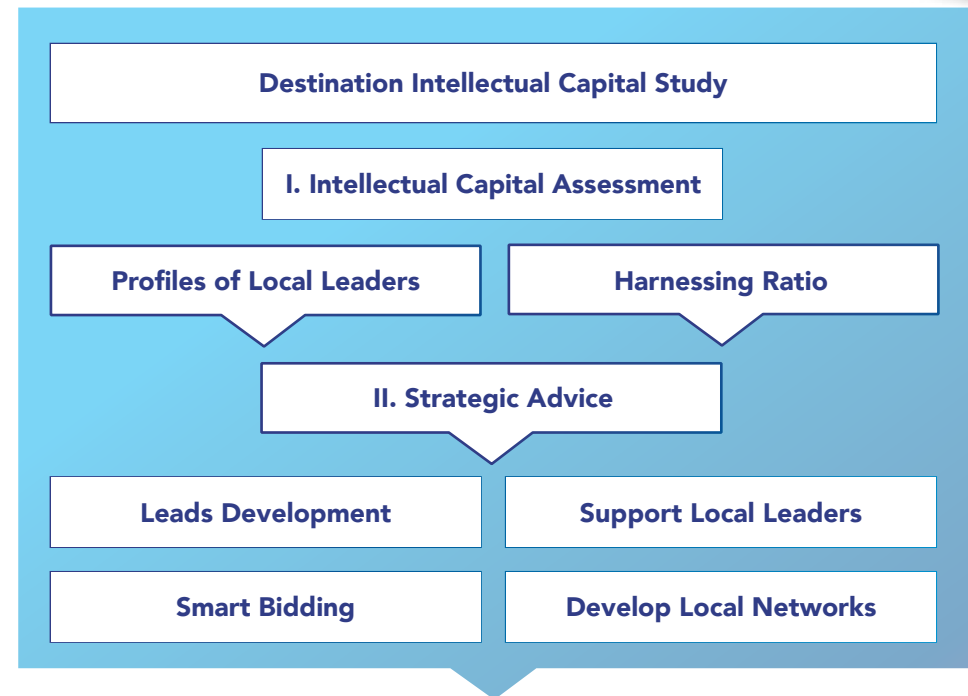 Destination Intellectual Capital Study
I. Intellectual Capital Assessment
Profiles of Local Leaders
Harnessing Ratio
II. Strategic Advice
Leads Development
Support Local Leaders
Smart Bidding
Develop Local Networks